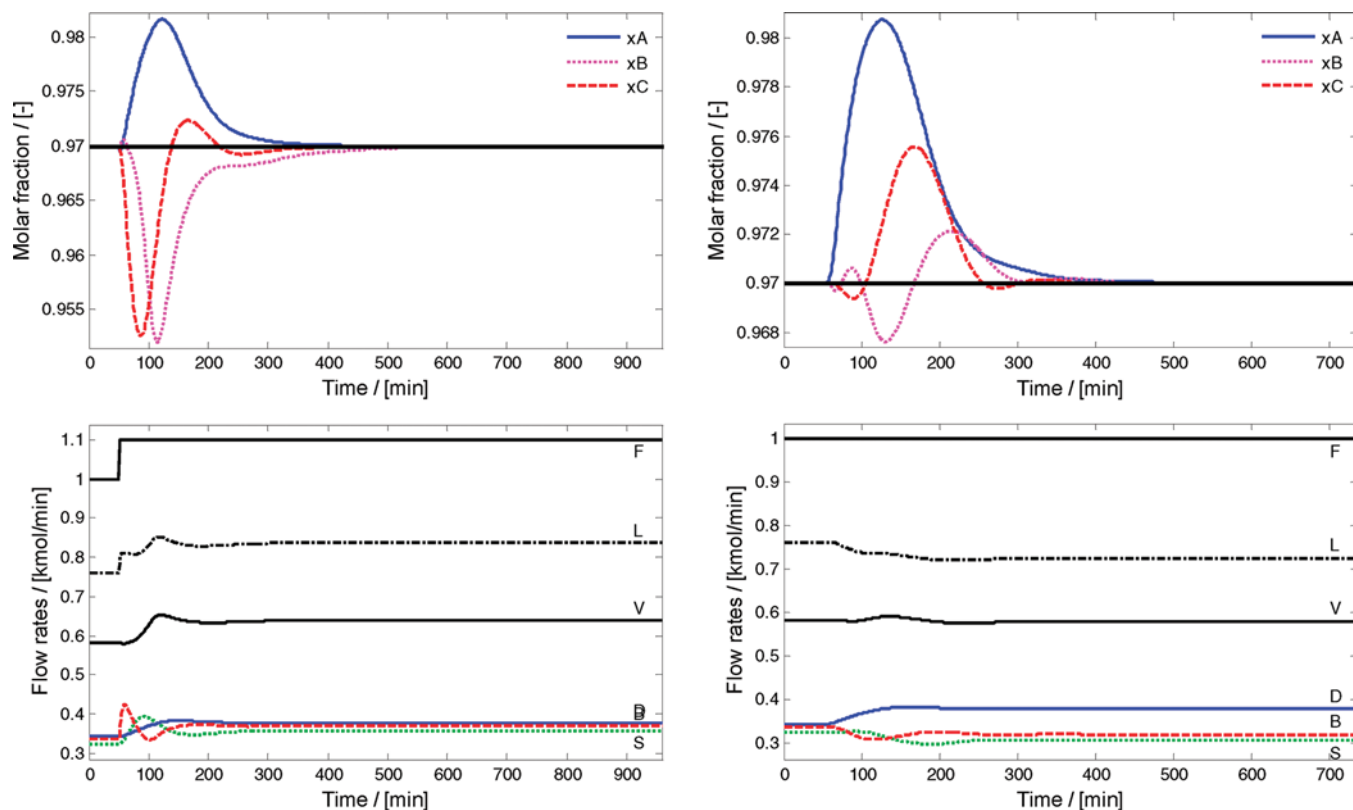 0.98
0.975
0.97
0.965
0.96
0.955
Molar fraction / [-]
xA
xB
xC
0 100 200 300 400 500 600 700 800 900
Time / [min]
0.98
0.978
0.976
0.974
0.972
0.97
0.968
Molar fraction / [-]
xA
xB
xC
0 100 200 300 400 500 600 700
Time / [min]
1.1
1
0.9
0.8
0.7
0.6
0.5
0.4
0.3
Flow rates / [kmol/min]
F
L
V
D
B
S
0 100 200 300 400 500 600 700 800 900
Time / [min]
1
0.9
0.8
0.7
0.6
0.5
0.4
0.3
Flow rates / [kmol/min]
F
L
V
D
B
S
0 100 200 300 400 500 600 700
Time / [min]